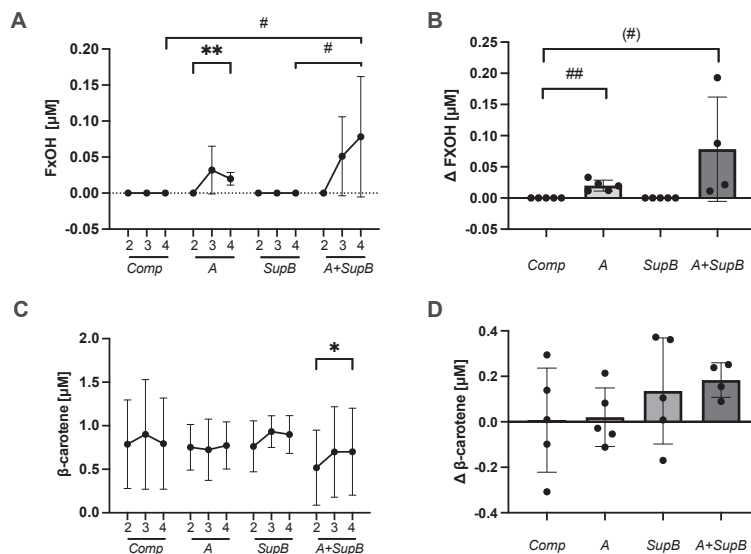 A
#
**
#
0.20
0.15
0.10
0.05
0.00
-0.05
FxOH [µM]
2 3 4 2 3 4 2 3 4 2 3 4
Comp A SupB A+SupB
B
(#)
##
0.25
0.20
0.15
0.10
0.05
0.00
-0.05
Δ FXOH [µM]
Comp A SupB A+SupB
C
*
2.0
1.5
1.0
0.5
0.0
β-carotene [µM]
2 3 4 2 3 4 2 3 4 2 3 4
Comp A SupB A+SupB
D
0.4
0.2
0.0
-0.2
-0.4
Δ β-carotene [µM]
Comp A SupB A+SupB